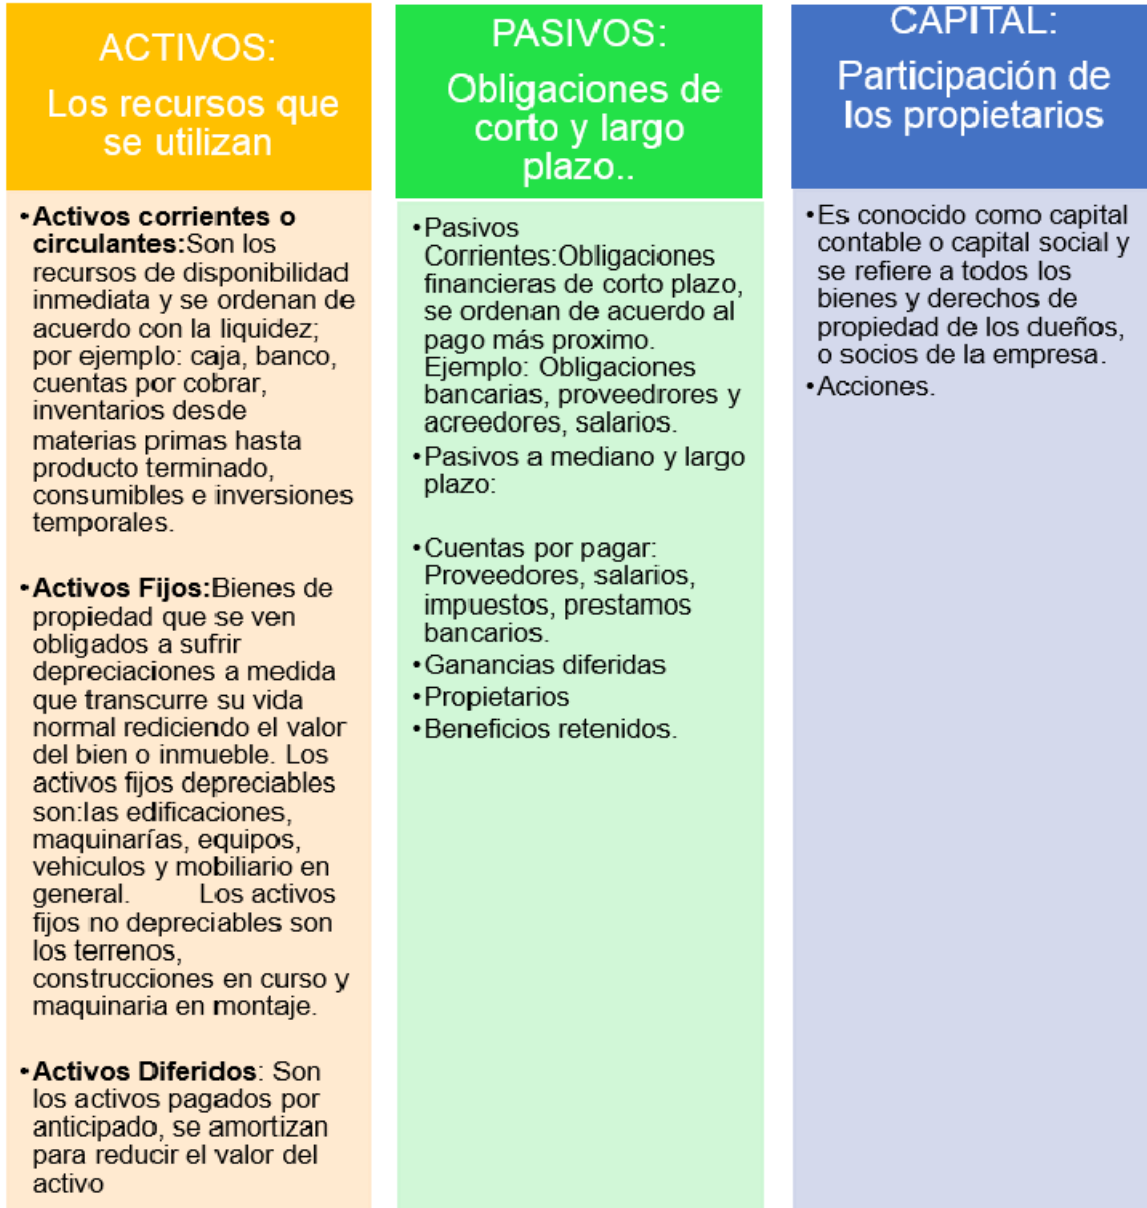 ACTIVOS:
Los recursos que
se utilizan
•Activos corrientes o
circulantes:Son los
recursos de disponibilidad
inmediata y se ordenan de
acuerdo con la liquidez;
por ejemplo: caja, banco,
cuentas por cobrar,
inventarios desde
materias primas hasta
producto terminado,
consumibles e inversiones
temporales.
•Activos Fijos:Bienes de
propiedad que se ven
obligados a sufrir
depreciaciones a medida
que transcurre su vida
normal rediciendo el valor
del bien o inmueble. Los
activos fijos depreciables
son:las edificaciones,
maquinarías, equipos,
vehiculos y mobiliario en
general. Los activos
fijos no depreciables son
los terrenos,
construcciones en curso y
maquinaria en montaje.
•Activos Diferidos: Son
los activos pagados por
anticipado, se amortizan
para reducir el valor del
activo
PASIVOS:
Obligaciones de
corto y largo
plazo..
•Pasivos
Corrientes:Obligaciones
financieras de corto plazo,
se ordenan de acuerdo al
pago más proximo.
Ejemplo: Obligaciones
bancarias, proveedrores y
acreedores, salarios.
•Pasivos a mediano y largo
plazo:
•Cuentas por pagar:
Proveedores, salarios,
impuestos, prestamos
bancarios.
•Ganancias diferidas
•Propietarios
•Beneficios retenidos.
CAPITAL:
Participación de
los propietarios
•Es conocido como capital
contable o capital social y
se refiere a todos los
bienes y derechos de
propiedad de los dueños,
o socios de la empresa.
•Acciones.